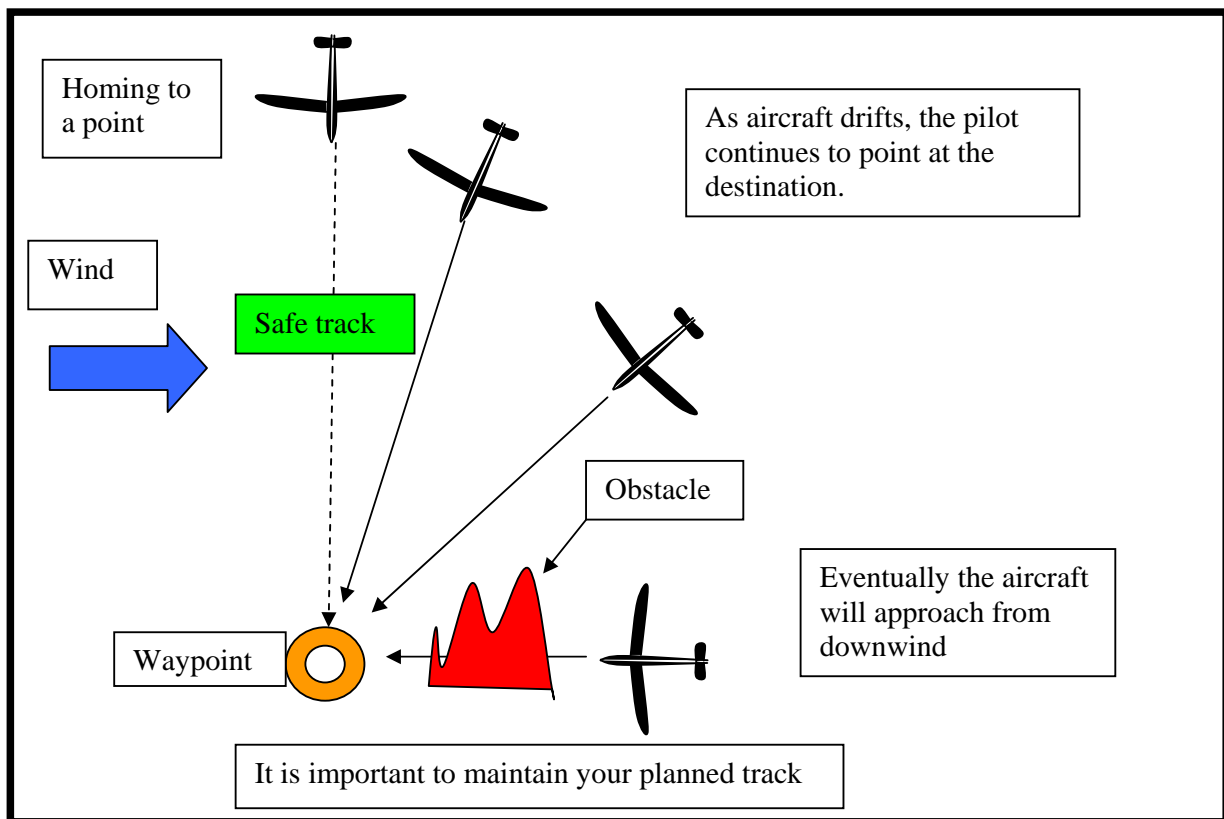 Homing to
a point
As aircraft drifts, the pilot
continues to point at the
destination.
Wind
Safe track
Obstacle
Eventually the aircraft
will approach from
downwind
Waypoint
It is important to maintain your planned track